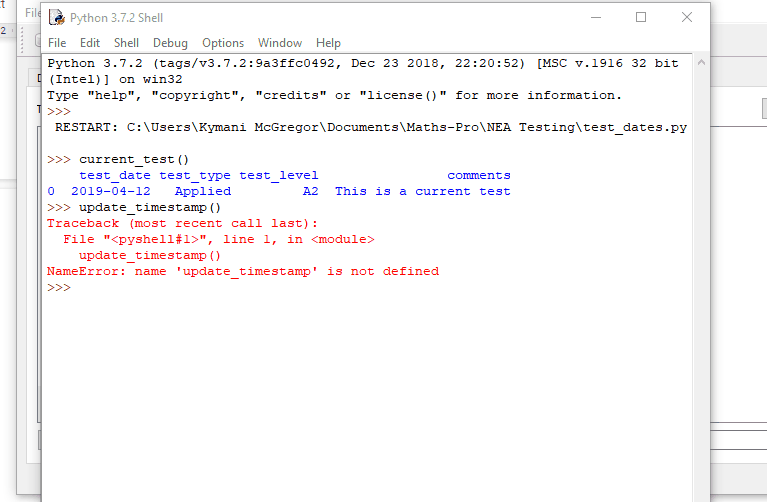 Python 3.7.2 Shell
File Edit Shell Debug Options Window Help
Python 3.7.2 (tags/v3.7.2:9a3ffc0492, Dec 23 2018, 22:20:52) [MSC v.1916 32 bit
(Intel)] on win32
Type "help", "copyright", "credits" or "license()" for more information.
>>>
RESTART: C:\Users\Kymani McGregor\Documents\Maths-Pro\NEA Testing\test_dates.py
>>> current_test()
test_date test_type test_level comments
0 2019-04-12 Applied A2 This is a current test
>>> update_timestamp()
Traceback (most recent call last):
File "<pyshell#1>", line 1, in <module>
update_timestamp()
NameError: name 'update_timestamp' is not defined
>>>